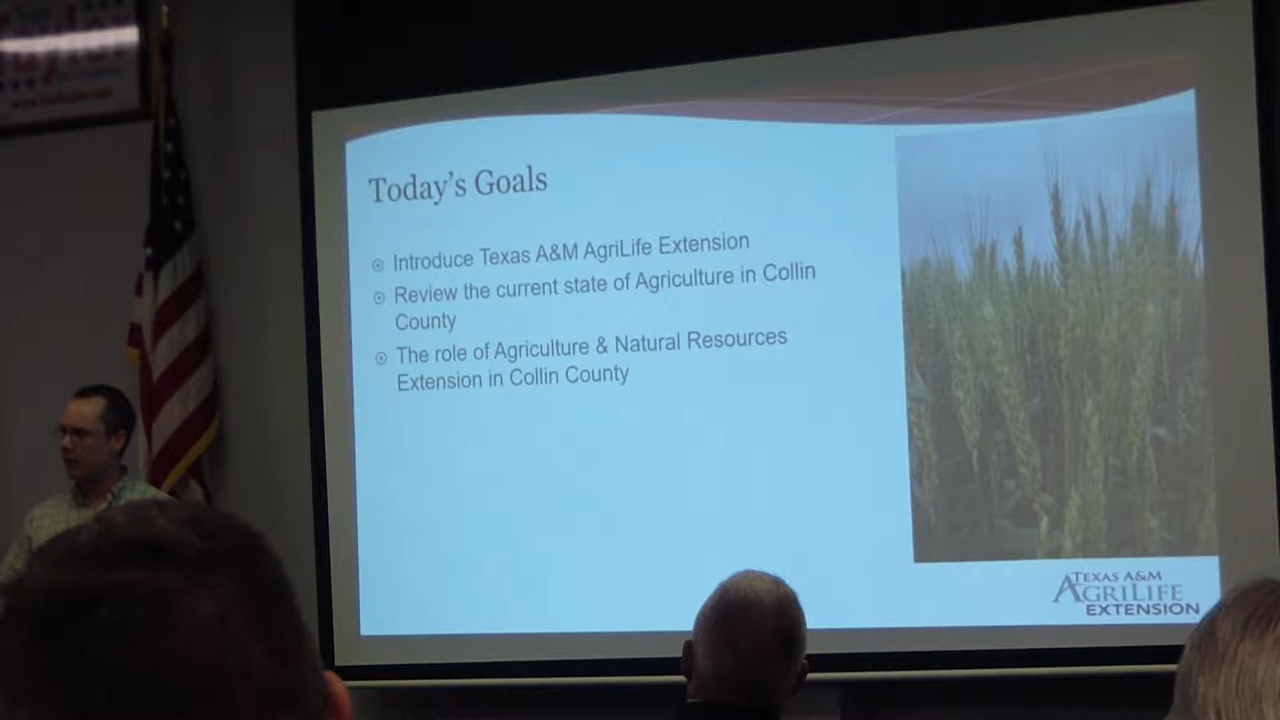 Today's Goals
Introduce Texas A&M AgriLife Extension
Review the current state of Agriculture in Collin
County
The role of Agriculture & Natural Resources
Extension in Collin County
TEXAS A&M
AGRILIFE
EXTENSION